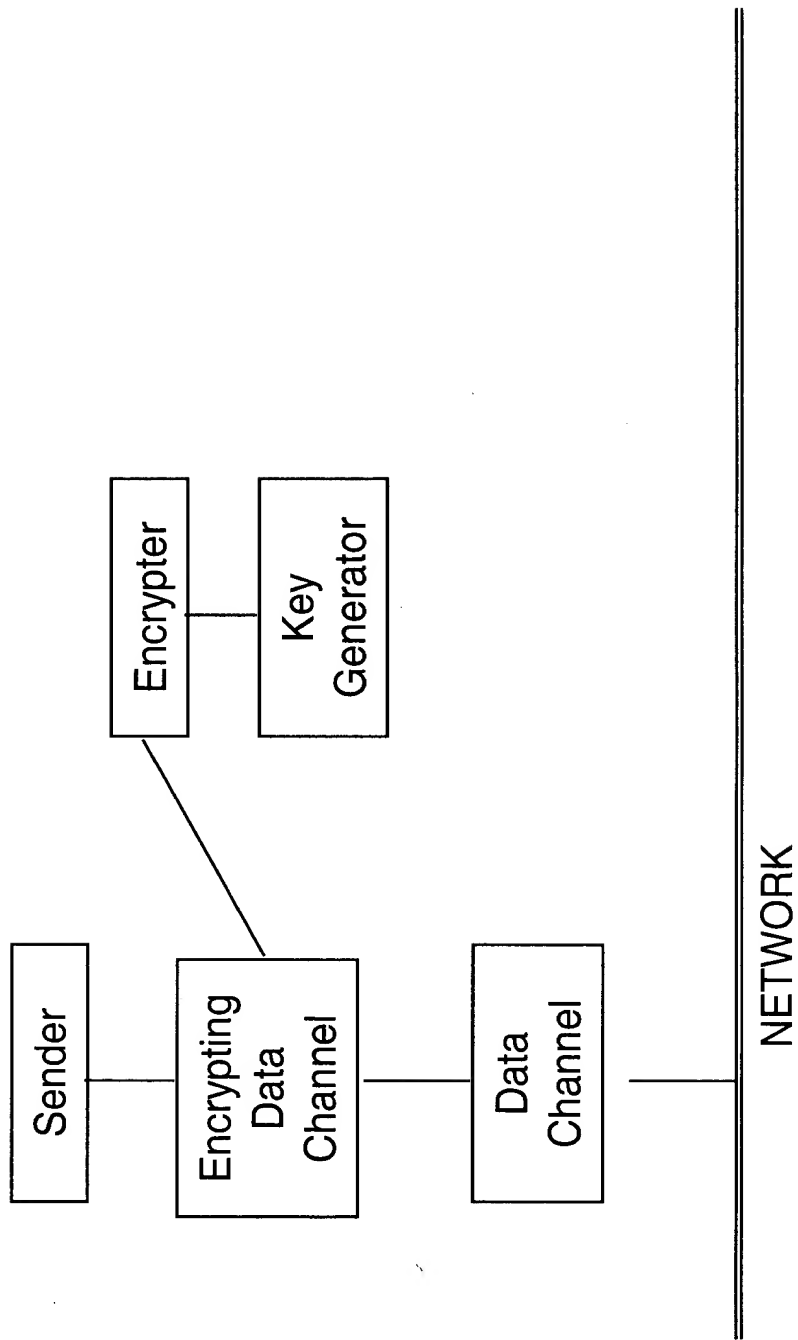 Sender
Encrypting
Data
Channel
Data
Channel
Encrypter
Key
Generator
NETWORK